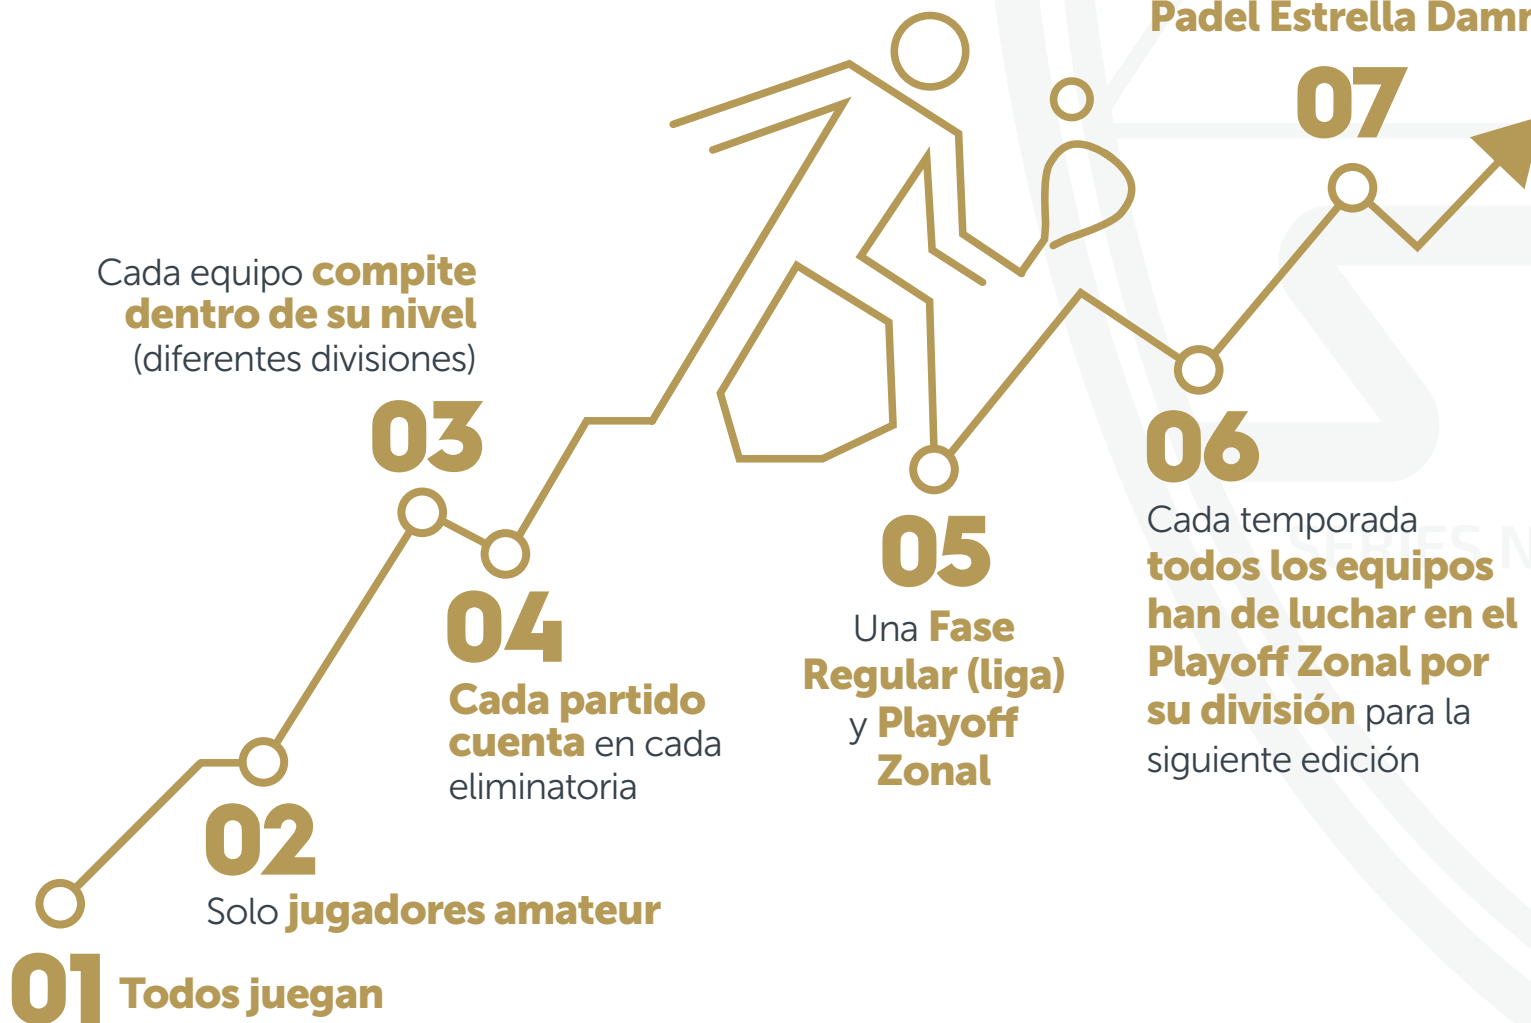 01 Todos juegan
02
Solo jugadores amateur
Cada equipo compite
dentro de su nivel
(diferentes divisiones)
03
04
Cada partido
cuenta en cada
eliminatoria
05
Una Fase
Regular (liga)
y Playoff
Zonal
06
Cada temporada
todos los equipos
han de luchar en el
Playoff Zonal por
su división para la
siguiente edición
Padel Estrella
07
SERIES